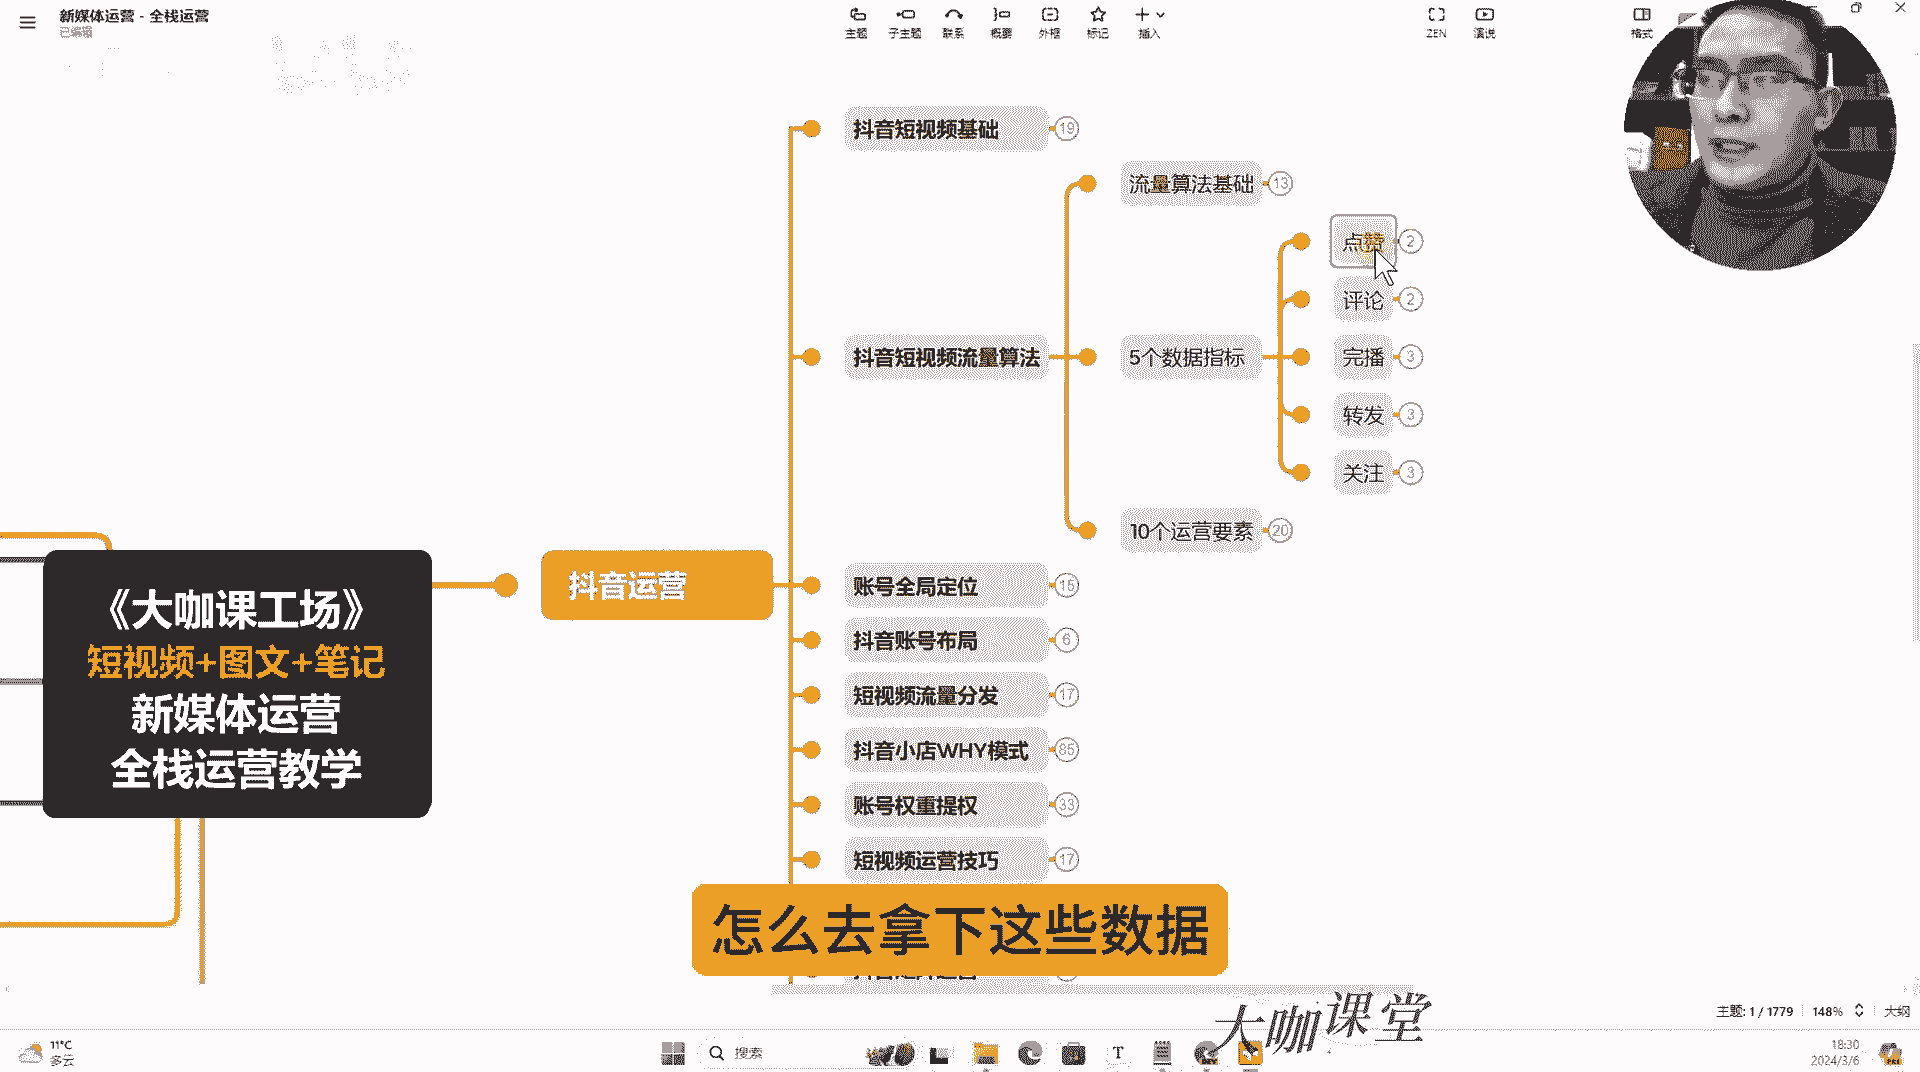 新媒体运营 - 全栈运营
已编辑
主题
子主题
联系
概要
外框
标记
插入
ZEN
演说
格式
抖音短视频基础
19
流量算法基础
13
点赞
2
评论
2
抖音短视频流量算法
5个数据指标
完播
3
转发
3
关注
3
10个运营要素
20
《大咖课工场》
短视频+图文+笔记
新媒体运营
全栈运营教学
抖音运营
账号全局定位
15
抖音账号布局
6
短视频流量分发
17
抖音小店WHY模式
85
账号权重提权
33
短视频运营技巧
17
怎么去拿下这些数据
大咖课堂
主题: 1 / 1779
148%
大纲
11°C
多云
搜索
18:30
2024/3/6